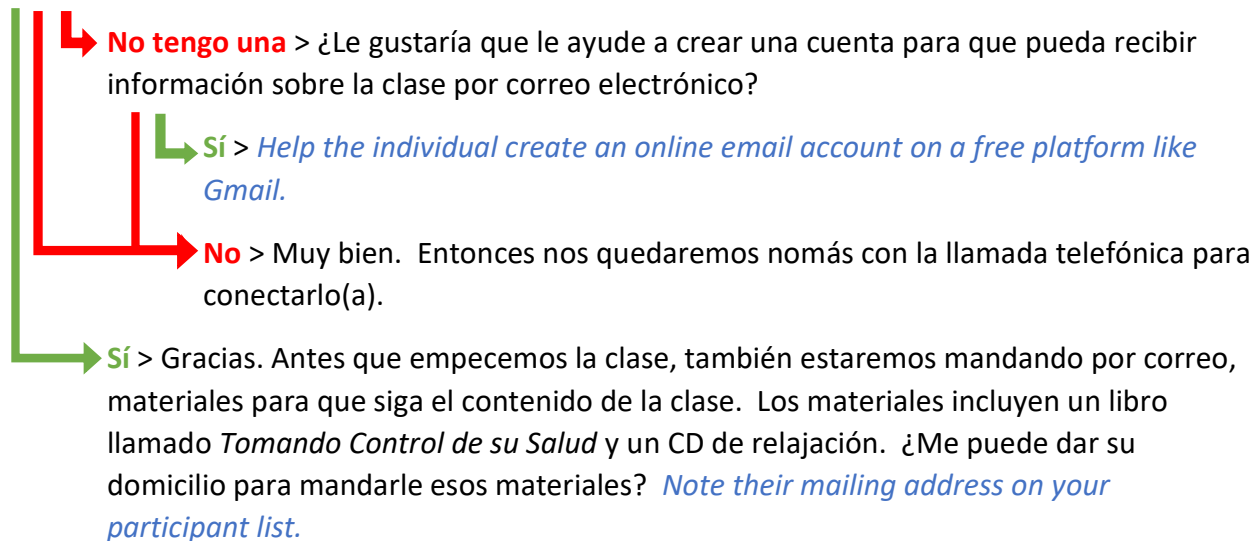 No tengo una > ¿Le gustaría que le ayude a crear una cuenta para que pueda recibir
información sobre la clase por correo electrónico?
Sí > Help the individual create an online email account on a free platform like
Gmail.
No > Muy bien.  Entonces nos quedaremos nomás con la llamada telefónica para
conectarlo(a).
Sí > Gracias. Antes que empecemos la clase, también estaremos mandando por correo,
materiales para que siga el contenido de la clase.  Los materiales incluyen un libro
llamado Tomando Control de su Salud y un CD de relajación.  ¿Me puede dar su
domicilio para mandarle esos materiales?  Note their mailing address on your
participant list.